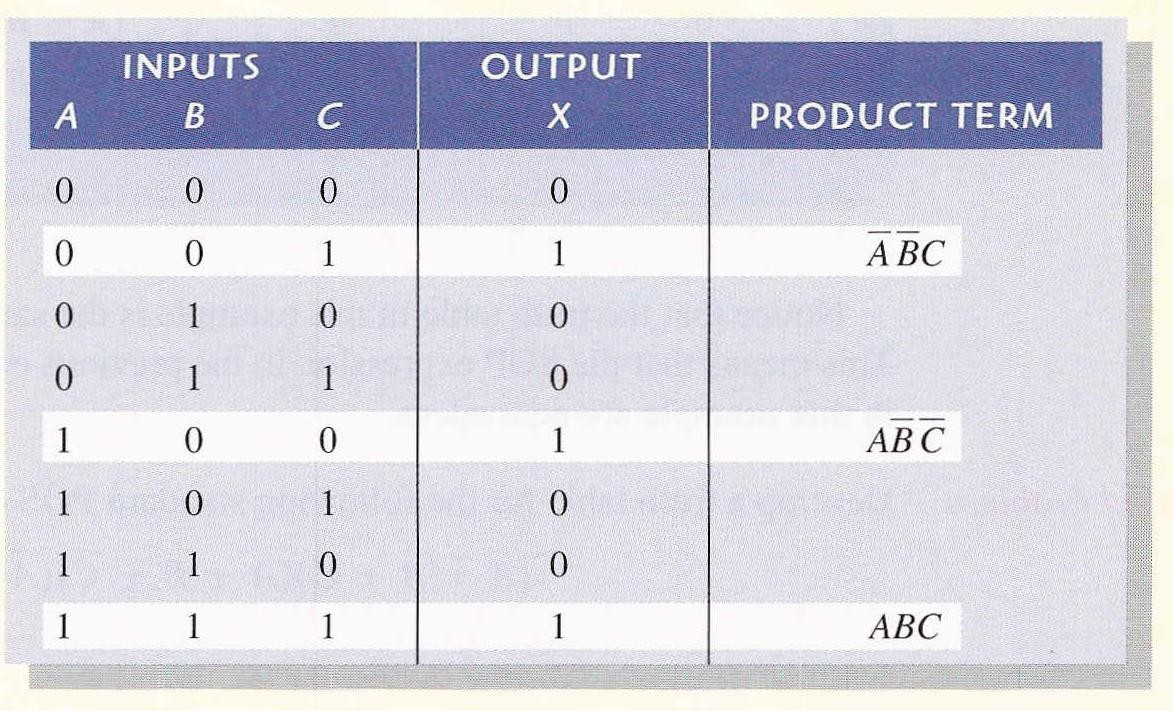 INPUTS OUTPUT
A B C X PRODUCT TERM
0 0 0 0
0 0 1 1 A̅ B̅C
0 1 0 0
0 1 1 0
1 0 0 1 AB̅ C̅
1 0 1 0
1 1 0 0
1 1 1 1 ABC